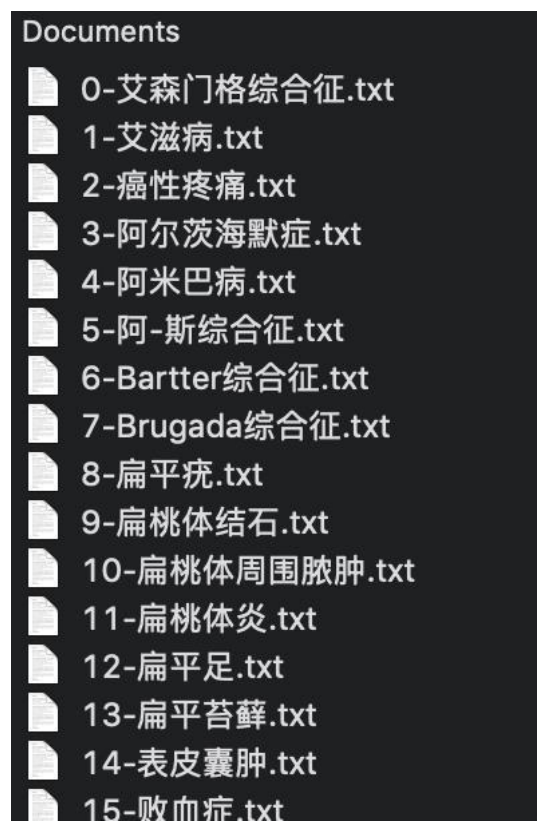 Documents
0-艾森门格综合征.txt
1-艾滋病.txt
2-癌性疼痛.txt
3-阿尔茨海默症.txt
4-阿米巴病.txt
5-阿-斯综合征.txt
6-Bartter综合征.txt
7-Brugada综合征.txt
8-扁平疣.txt
9-扁桃体结石.txt
10-扁桃体周围脓肿.txt
11-扁桃体炎.txt
12-扁平足.txt
13-扁平苔藓.txt
14-表皮囊肿.txt
15-败血症.txt